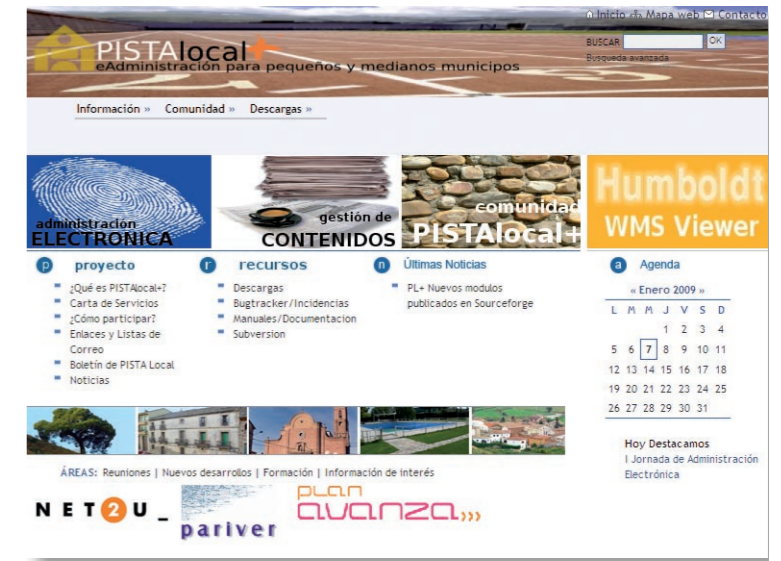 Inicio Mapa web Contacto
PISTAlocal+
eAdministración para pequeños y medianos municipos
BUSCAR OK
Busqueda avanzada
Información » Comunidad » Descargas »
administración
ELECTRONICA
gestión de
CONTENIDOS
comunidad
PISTAlocal+
Humboldt
WMS Viewer
p proyecto
¿Qué es PISTAlocal+?
Carta de Servicios
¿Cómo participar?
Enlaces y Listas de
Correo
Boletín de PISTA Local
Noticias
r recursos
Descargas
Bugtracker/Incidencias
Manuales/Documentacion
Subversion
n Últimas Noticias
PL+ Nuevos modulos
publicados en Sourceforge
a Agenda
« Enero 2009 »
L M M J V S D
1 2 3 4
5 6 7 8 9 10 11
12 13 14 15 16 17 18
19 20 21 22 23 24 25
26 27 28 29 30 31
Hoy Destacamos
I Jornada de Administración
Electrónica
ÁREAS: Reuniones | Nuevos desarrollos | Formación | Información de interés
NET2U_
pariver
PLAN
avanza